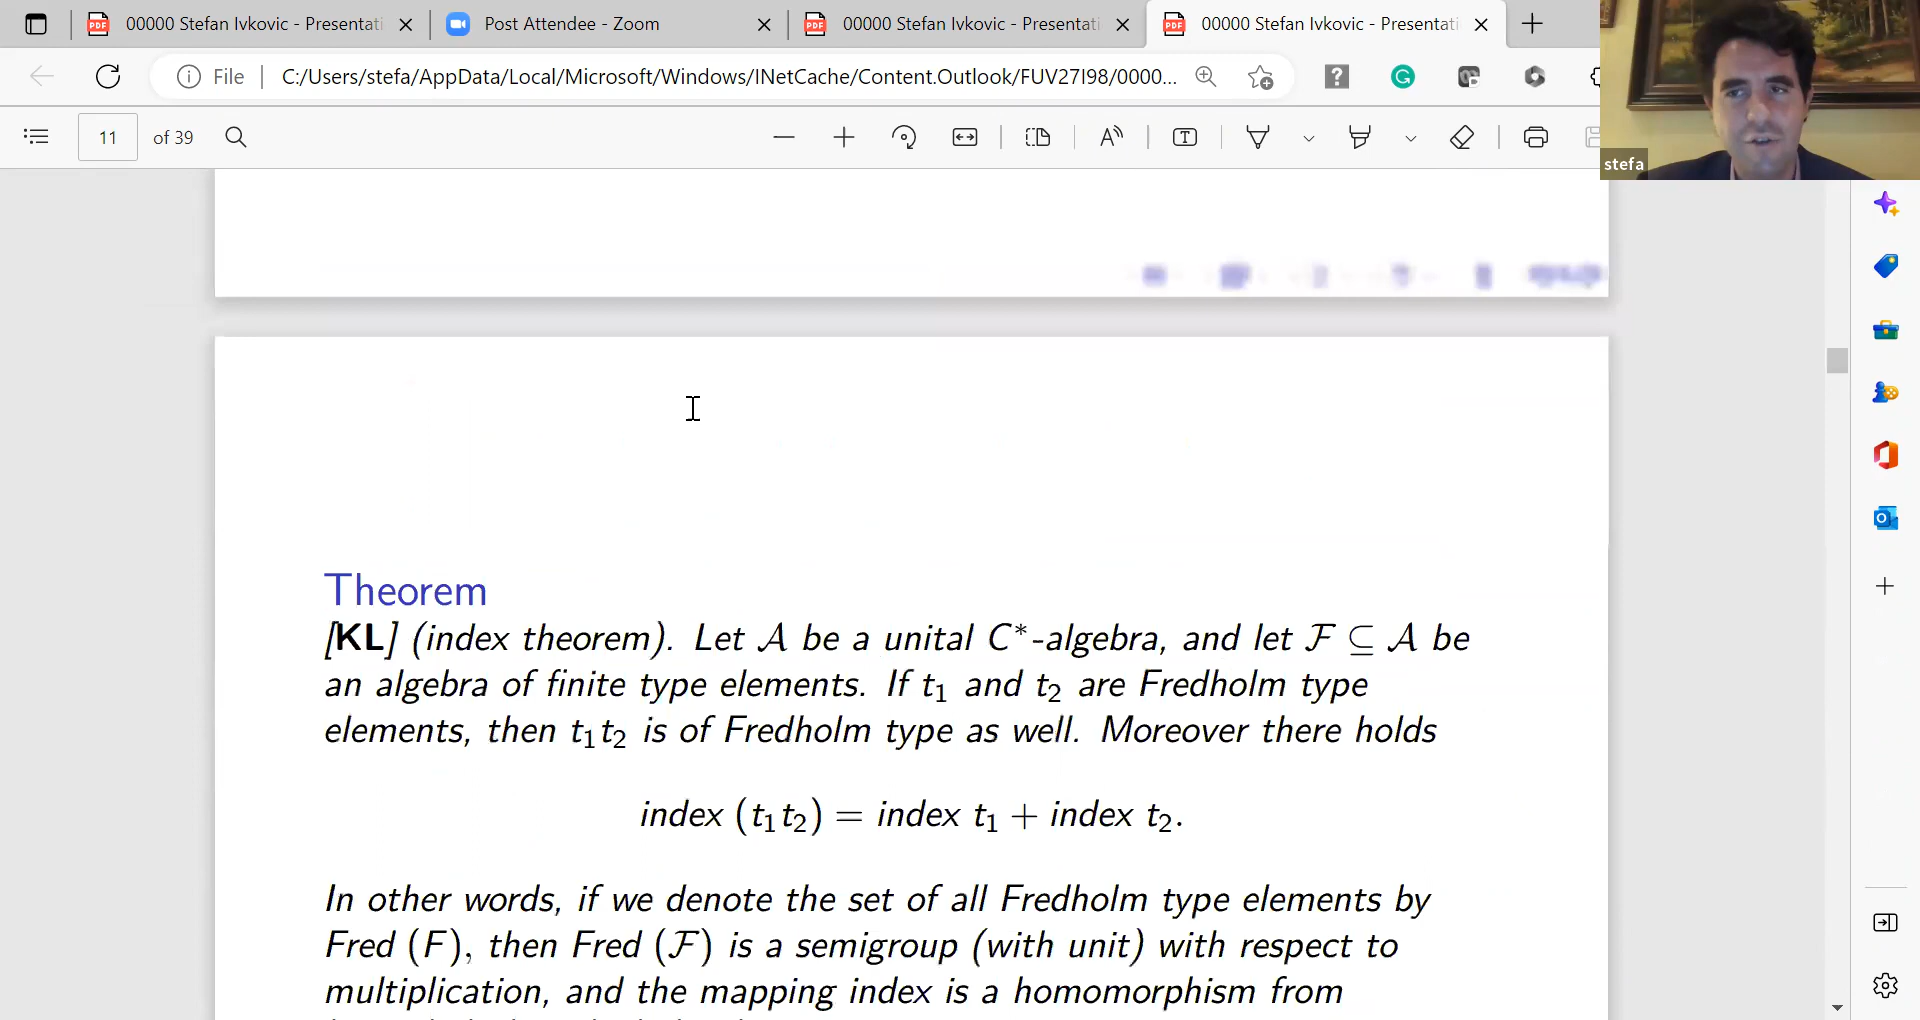 00000 Stefan Ivkovic - Presentati
Post Attendee - Zoom
00000 Stefan Ivkovic - Presentati
00000 Stefan Ivkovic - Presentati
File
C:/Users/stefa/AppData/Local/Microsoft/Windows/INetCache/Content.Outlook/FUV27I98/0000...
11 of 39
stefa
Theorem
[KL] (index theorem). Let 𝒜 be a unital C*-algebra, and let ℱ ⊆ 𝒜 be
an algebra of finite type elements. If t₁ and t₂ are Fredholm type
elements, then t₁t₂ is of Fredholm type as well. Moreover there holds
index (t₁t₂) = index t₁ + index t₂.
In other words, if we denote the set of all Fredholm type elements by
Fred (F), then Fred (ℱ) is a semigroup (with unit) with respect to
multiplication, and the mapping index is a homomorphism from